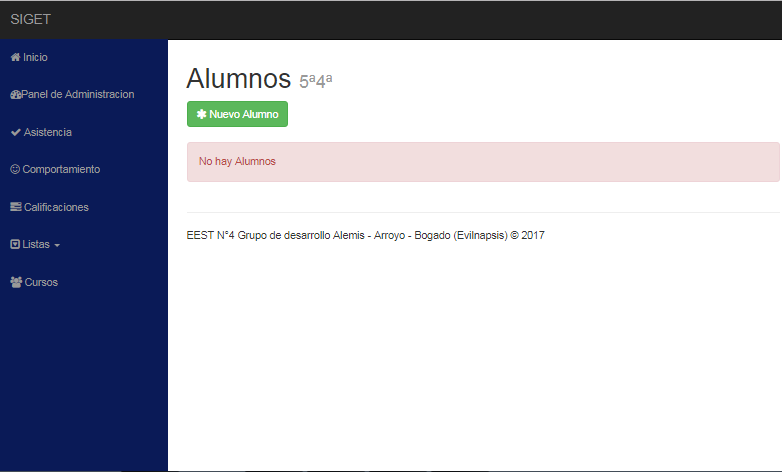 SIGET
Inicio
Panel de Administracion
Asistencia
Comportamiento
Calificaciones
Listas
Cursos
Alumnos 5ª4ª
Nuevo Alumno
No hay Alumnos
EEST N°4 Grupo de desarrollo Alemis - Arroyo - Bogado (Evilnapsis) © 2017